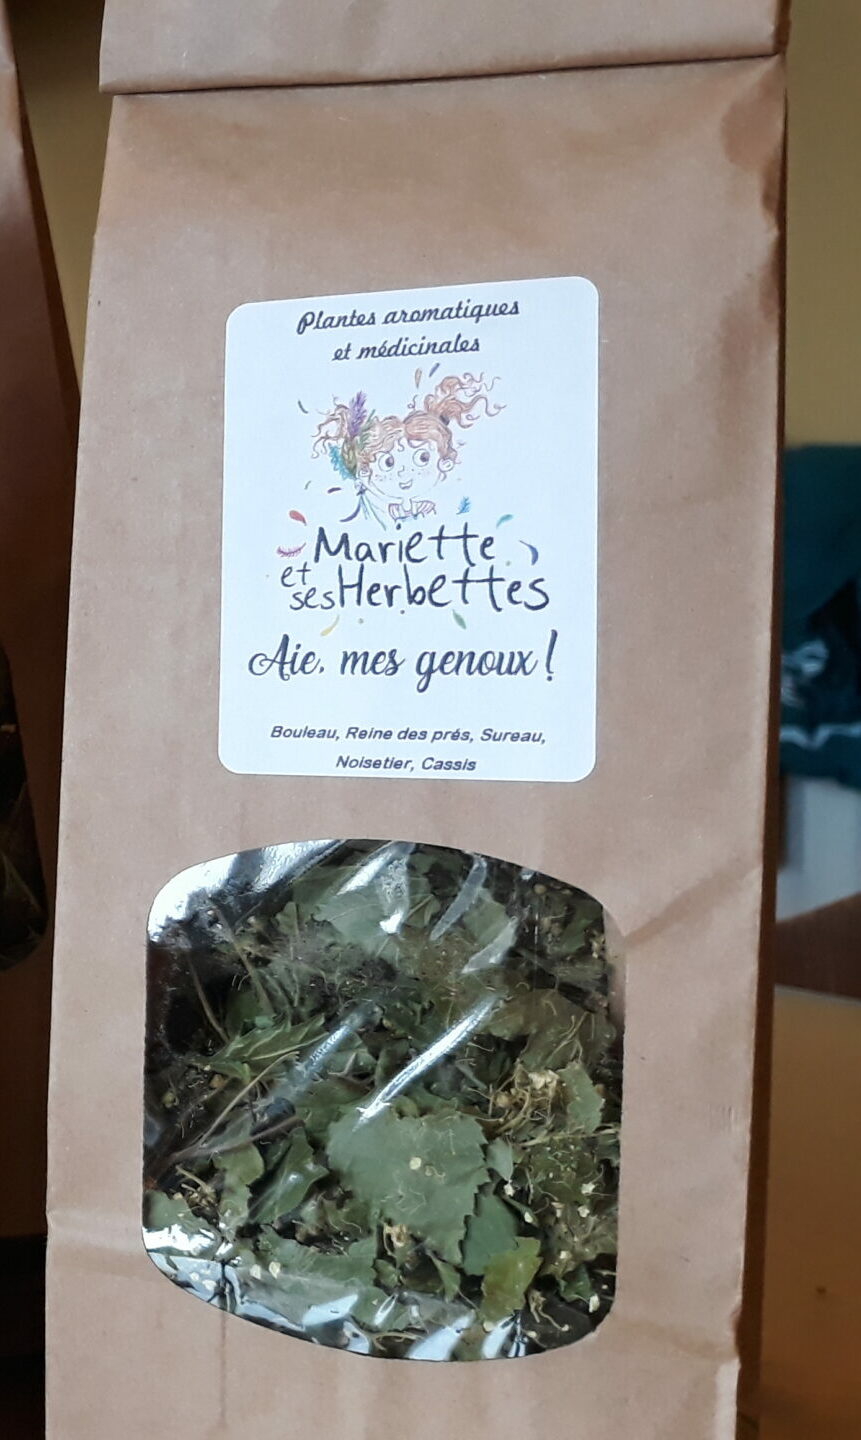 Plantes aromatiques
et médicinales
Mariette
et
ses Herbettes
Aie, mes genoux !
Bouleau, Reine des prés, Sureau,
Noisetier, Cassis